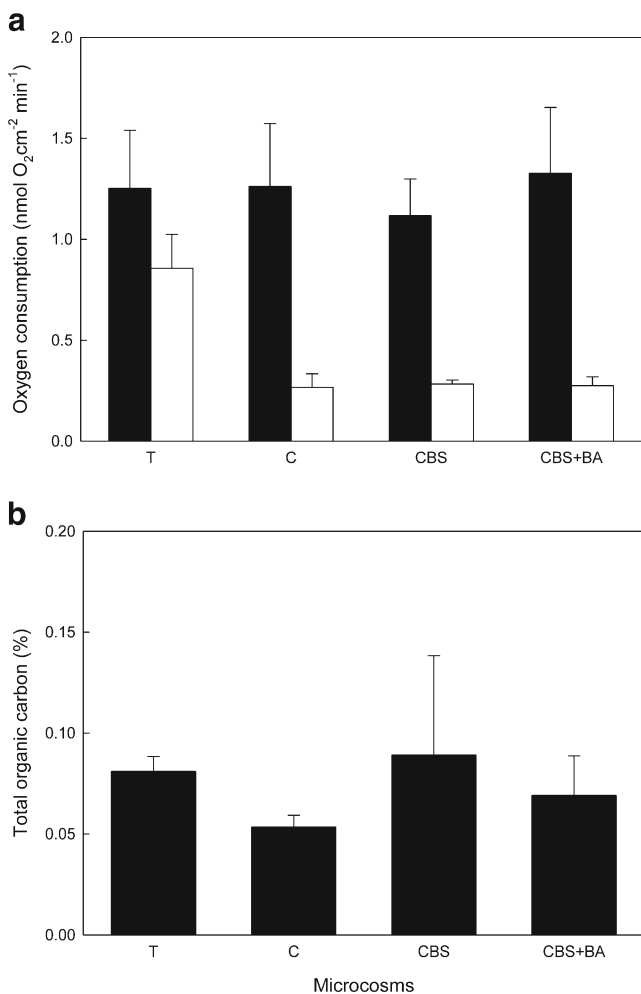 a
Oxygen consumption (nmol O₂cm⁻² min⁻¹)
2.0
1.5
1.0
0.5
0.0
T C CBS CBS+BA
b
Total organic carbon (%)
0.20
0.15
0.10
0.05
0.00
T C CBS CBS+BA
Microcosms